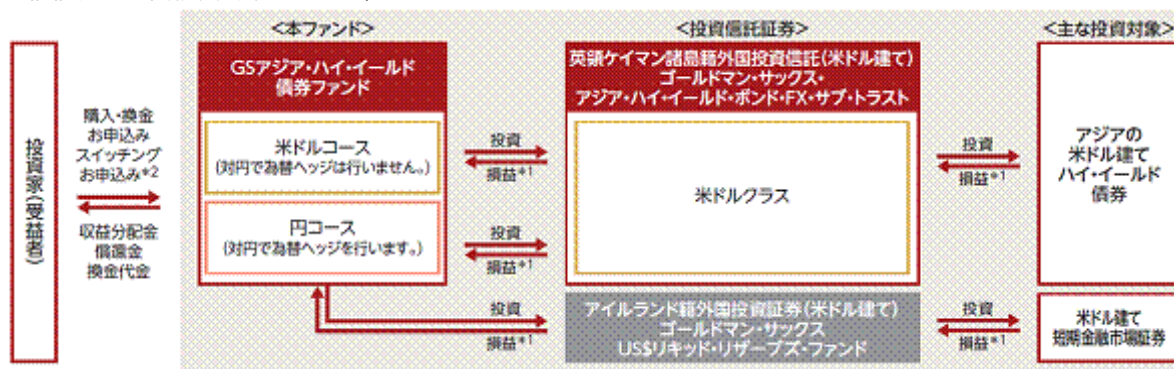 <本ファンド>
<投資信託証券>
<主な投資対象>
投資家(受益者)
購入・換金
お申込み
スイッチング
お申込み*2
収益分配金
償還金
換金代金
GSアジア・ハイ・イールド
債券ファンド
米ドルコース
(対円で為替ヘッジは行いません。)
円コース
(対円で為替ヘッジを行います。)
投資
損益*1
投資
損益*1
投資
損益*1
英領ケイマン諸島籍外国投資信託(米ドル建て)
ゴールドマン・サックス・
アジア・ハイ・イールド・ボンド・FX・サブ・トラスト
米ドルクラス
アイルランド籍外国投資証券(米ドル建て)
ゴールドマン・サックス
US$リキッド・リザーブズ・ファンド
投資
損益*1
投資
損益*1
アジアの
米ドル建て
ハイ・イールド
債券
米ドル建て
短期金融市場証券